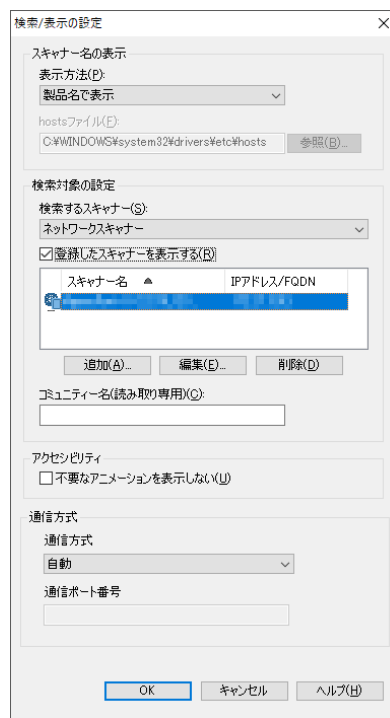 検索/表示の設定
スキャナー名の表示
表示方法(P):
製品名で表示
hostsファイル(F):
C:¥WINDOWS¥system32¥drivers¥etc¥hosts 参照(B)...
検索対象の設定
検索するスキャナー(S):
ネットワークスキャナー
登録したスキャナーを表示する(R)
スキャナー名 IPアドレス/FQDN
追加(A)... 編集(E)... 削除(D)
コミュニティー名(読み取り専用)(C):
アクセシビリティ
不要なアニメーションを表示しない(U)
通信方式
通信方式
自動
通信ポート番号
OK キャンセル ヘルプ(H)